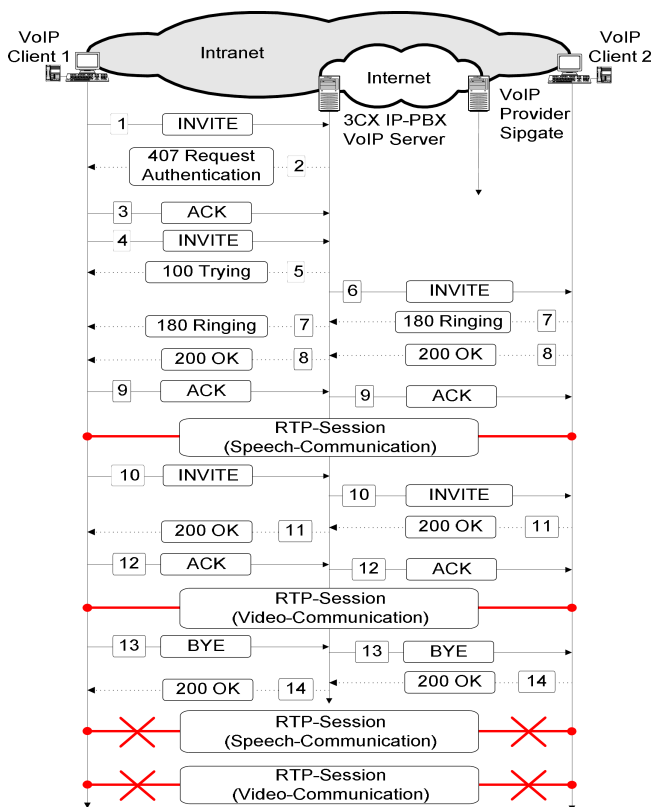 VoIP
Client 1
Intranet
Internet
VoIP
Client 2
3CX IP-PBX
VoIP Server
VoIP
Provider
Sipgate
1 INVITE
407 Request
Authentication
2
3 ACK
4 INVITE
100 Trying 5
6 INVITE
180 Ringing 7
180 Ringing 7
200 OK 8
200 OK 8
9 ACK
9 ACK
RTP-Session
(Speech-Communication)
10 INVITE
10 INVITE
200 OK 11
200 OK 11
12 ACK
12 ACK
RTP-Session
(Video-Communication)
13 BYE
13 BYE
200 OK 14
200 OK 14
RTP-Session
(Speech-Communication)
RTP-Session
(Video-Communication)